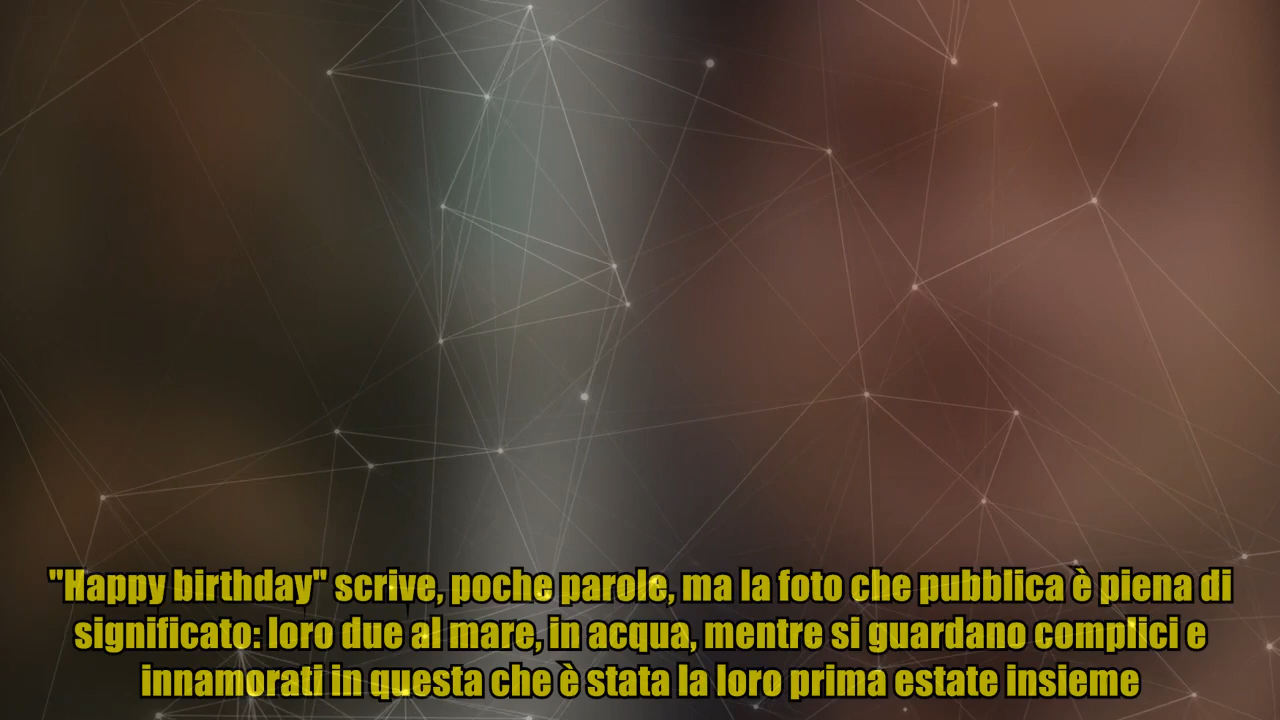 "Happy birthday" scrive, poche parole, ma la foto che pubblica è piena di
significato: loro due al mare, in acqua, mentre si guardano complici e
innamorati in questa che è stata la loro prima estate insieme